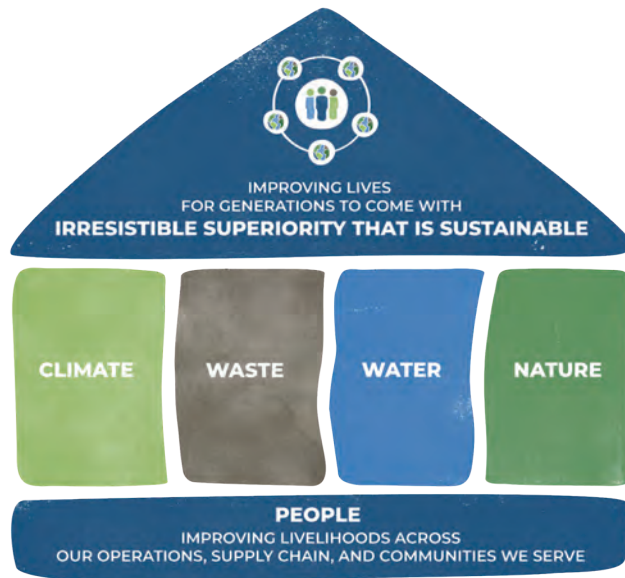 IMPROVING LIVES
FOR GENERATIONS TO COME WITH
IRRESISTIBLE SUPERIORITY THAT IS SUSTAINABLE
CLIMATE
WASTE
WATER
NATURE
PEOPLE
IMPROVING LIVELIHOODS ACROSS
OUR OPERATIONS, SUPPLY CHAIN, AND COMMUNITIES WE SERVE